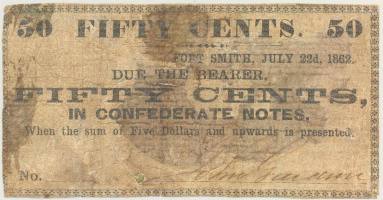 50 FIFTY CENTS. 50
FORT SMITH, JULY 22d, 1862.
DUE THE BEARER,
FIFTY CENTS,
IN CONFEDERATE NOTES,
When the sum of Five Dollars and upwards is presented.
No.